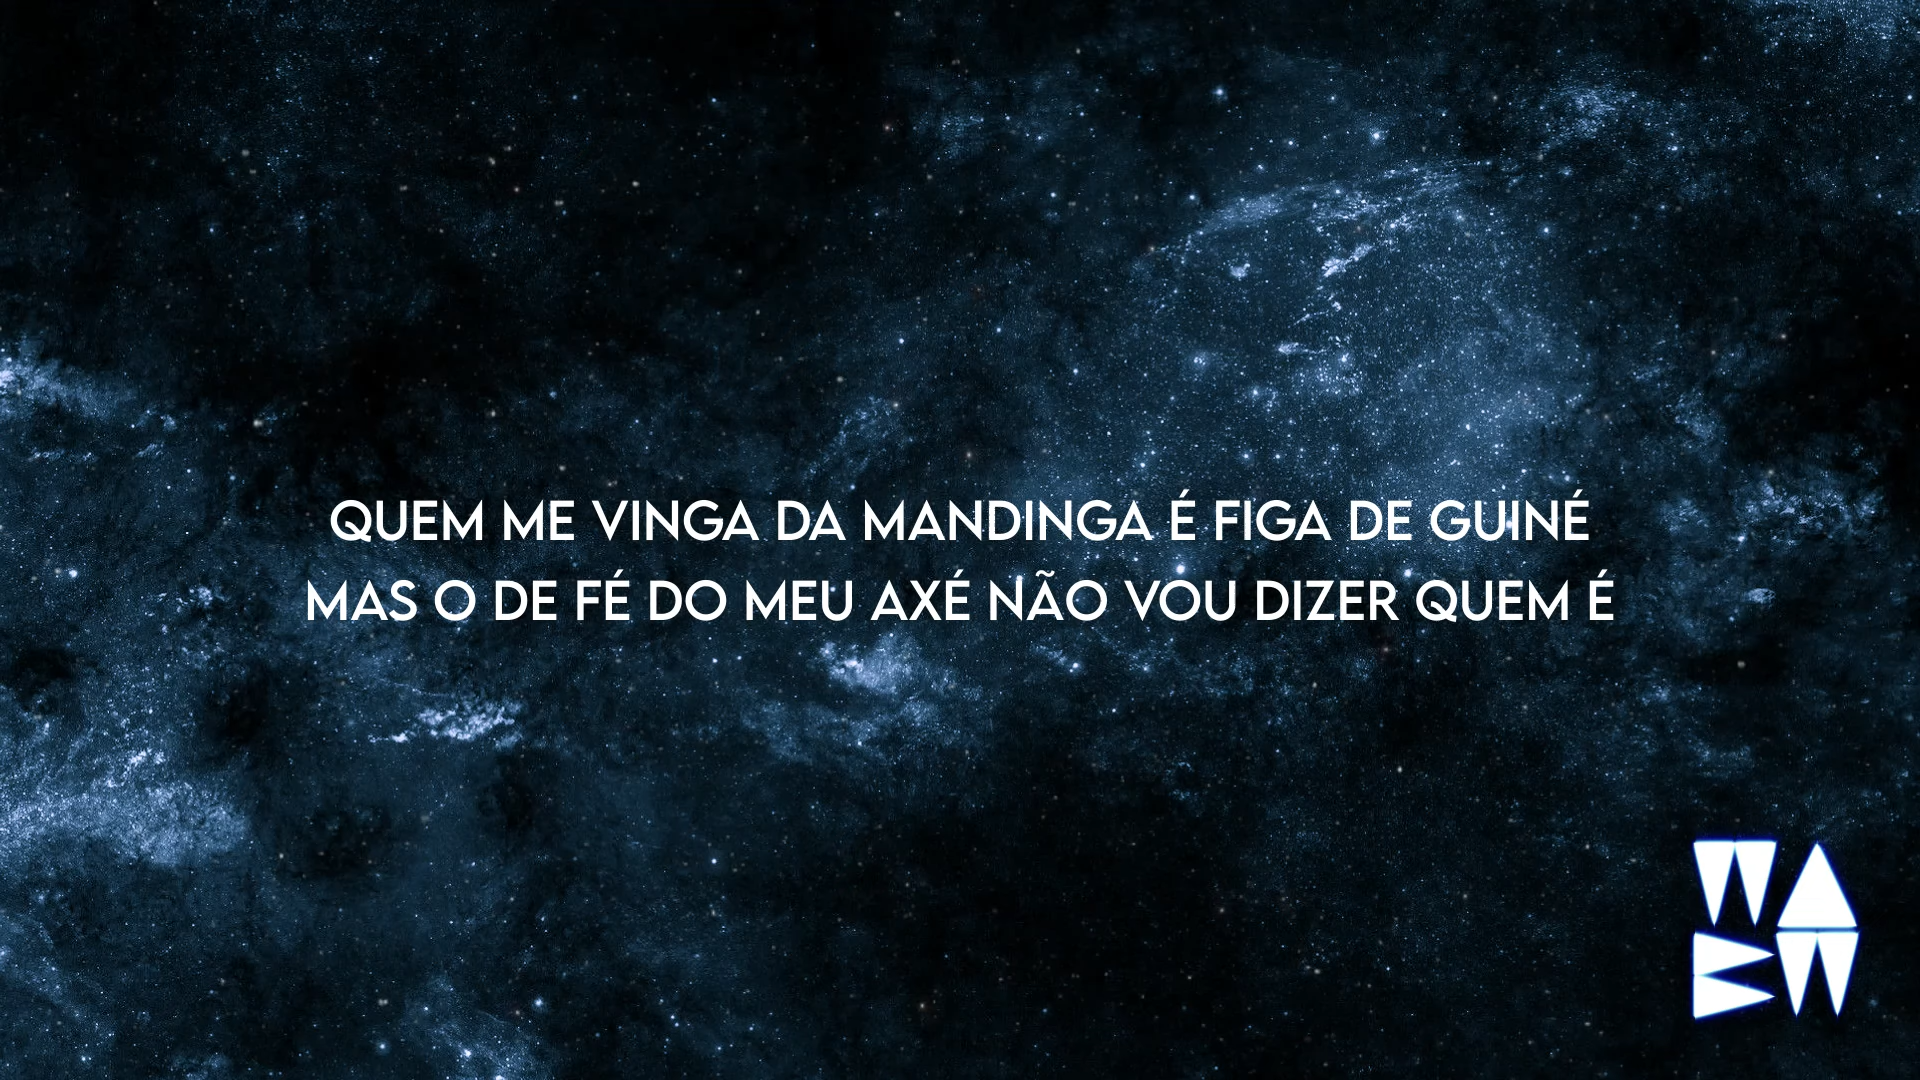 QUEM ME VINGA DA MANDINGA É FIGA DE GUINÉ
MAS O DE FÉ DO MEU AXÉ NÃO VOU DIZER QUEM É